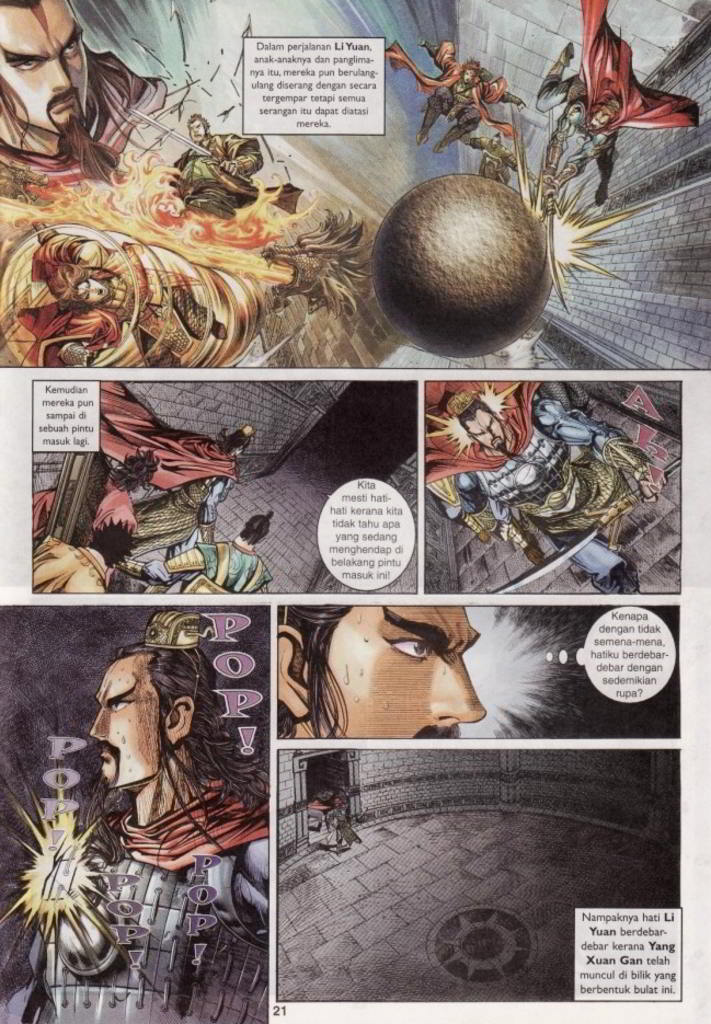 Dalam perjalanan Li Yuan,
anak-anaknya dan panglima-
nya itu, mereka pun berulang-
ulang diserang dengan secara
tergempar tetapi semua
serangan itu dapat diatasi
mereka.
Kemudian
mereka pun
sampai di
sebuah pintu
masuk lagi.
Kita
mesti hati-
hati kerana kita
tidak tahu apa
yang sedang
menghendap di
belakang pintu
masuk ini!
POP!
POP!
POP!
POP!
Kenapa
dengan tidak
semena-mena,
hatiku berdebar-
debar dengan
sedemikian
rupa?
Nampaknya hati Li
Yuan berdebar-
debar kerana Yang
Xuan Gan telah
muncul di bilik yang
berbentuk bulat ini.
21